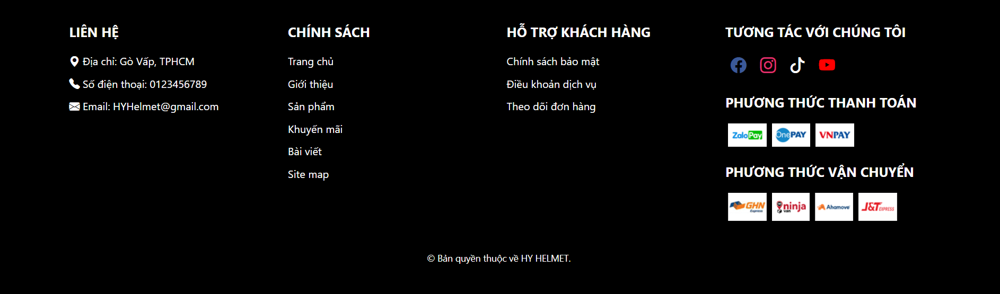 LIÊN HỆ
Địa chỉ: Gò Vấp, TPHCM
Số điện thoại: 0123456789
Email: HYHelmet@gmail.com
CHÍNH SÁCH
Trang chủ
Giới thiệu
Sản phẩm
Khuyến mãi
Bài viết
Site map
HỖ TRỢ KHÁCH HÀNG
Chính sách bảo mật
Điều khoản dịch vụ
Theo dõi đơn hàng
TƯƠNG TÁC VỚI CHÚNG TÔI
PHƯƠNG THỨC THANH TOÁN
ZaloPay OnePAY VNPAY
PHƯƠNG THỨC VẬN CHUYỂN
GHN Express ninja van Ahamove J&T EXPRESS
© Bản quyền thuộc về HY HELMET.